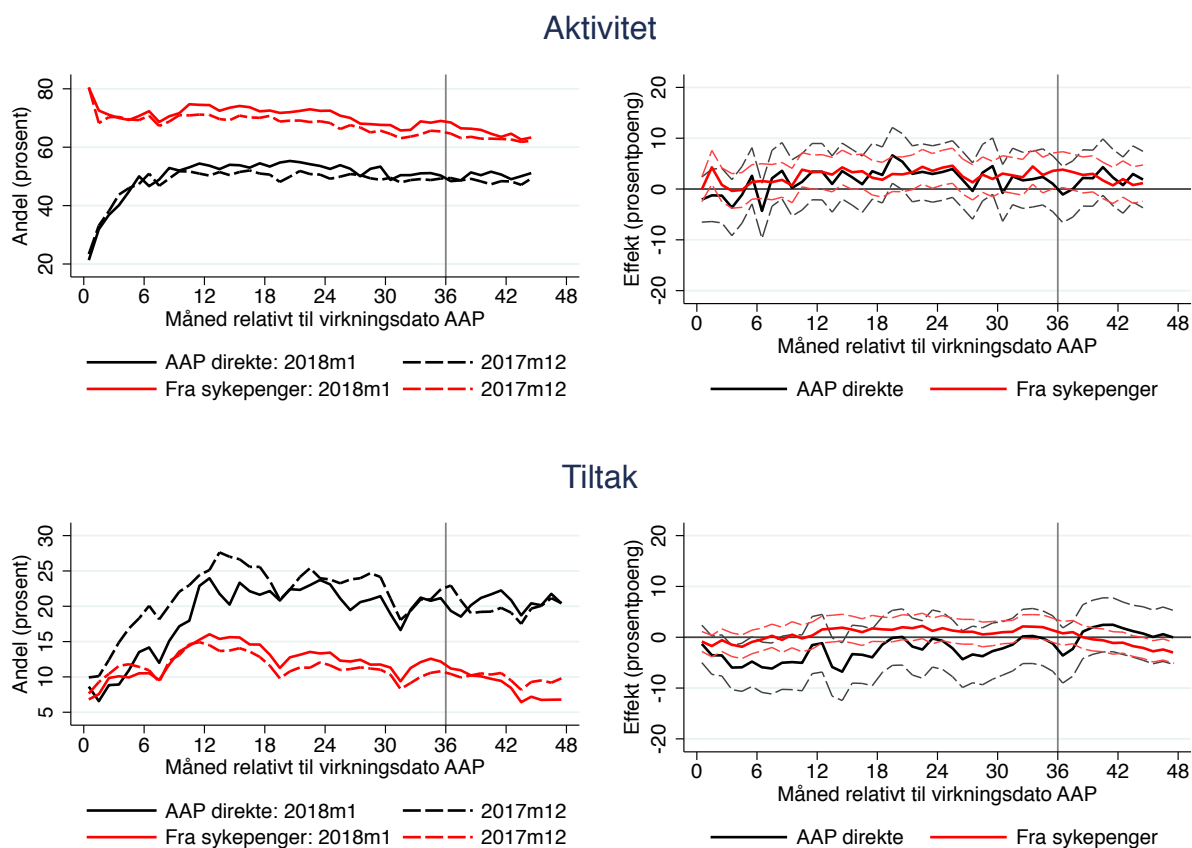 Aktivitet
Andel (prosent)
80
60
40
20
0 6 12 18 24 30 36 42 48
Måned relativt til virkningsdato AAP
AAP direkte: 2018m1 2017m12
Fra sykepenger: 2018m1 2017m12
Effekt (prosentpoeng)
20
10
0
-10
-20
0 6 12 18 24 30 36 42 48
Måned relativt til virkningsdato AAP
AAP direkte Fra sykepenger
Tiltak
Andel (prosent)
30
25
20
15
10
5
0 6 12 18 24 30 36 42 48
Måned relativt til virkningsdato AAP
AAP direkte: 2018m1 2017m12
Fra sykepenger: 2018m1 2017m12
Effekt (prosentpoeng)
20
10
0
-10
-20
0 6 12 18 24 30 36 42 48
Måned relativt til virkningsdato AAP
AAP direkte Fra sykepenger